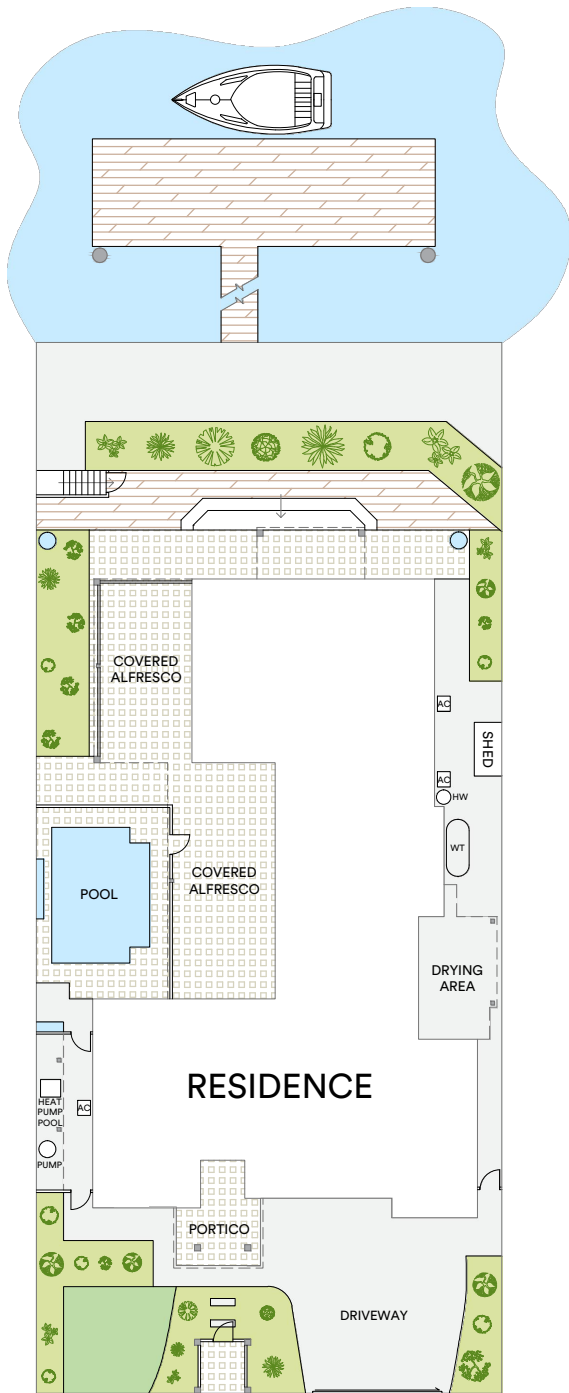 COVERED
ALFRESCO
AC
SHED
AC
HW
WT
COVERED
ALFRESCO
POOL
DRYING
AREA
RESIDENCE
HEAT
PUMP
POOL
AC
PUMP
PORTICO
DRIVEWAY